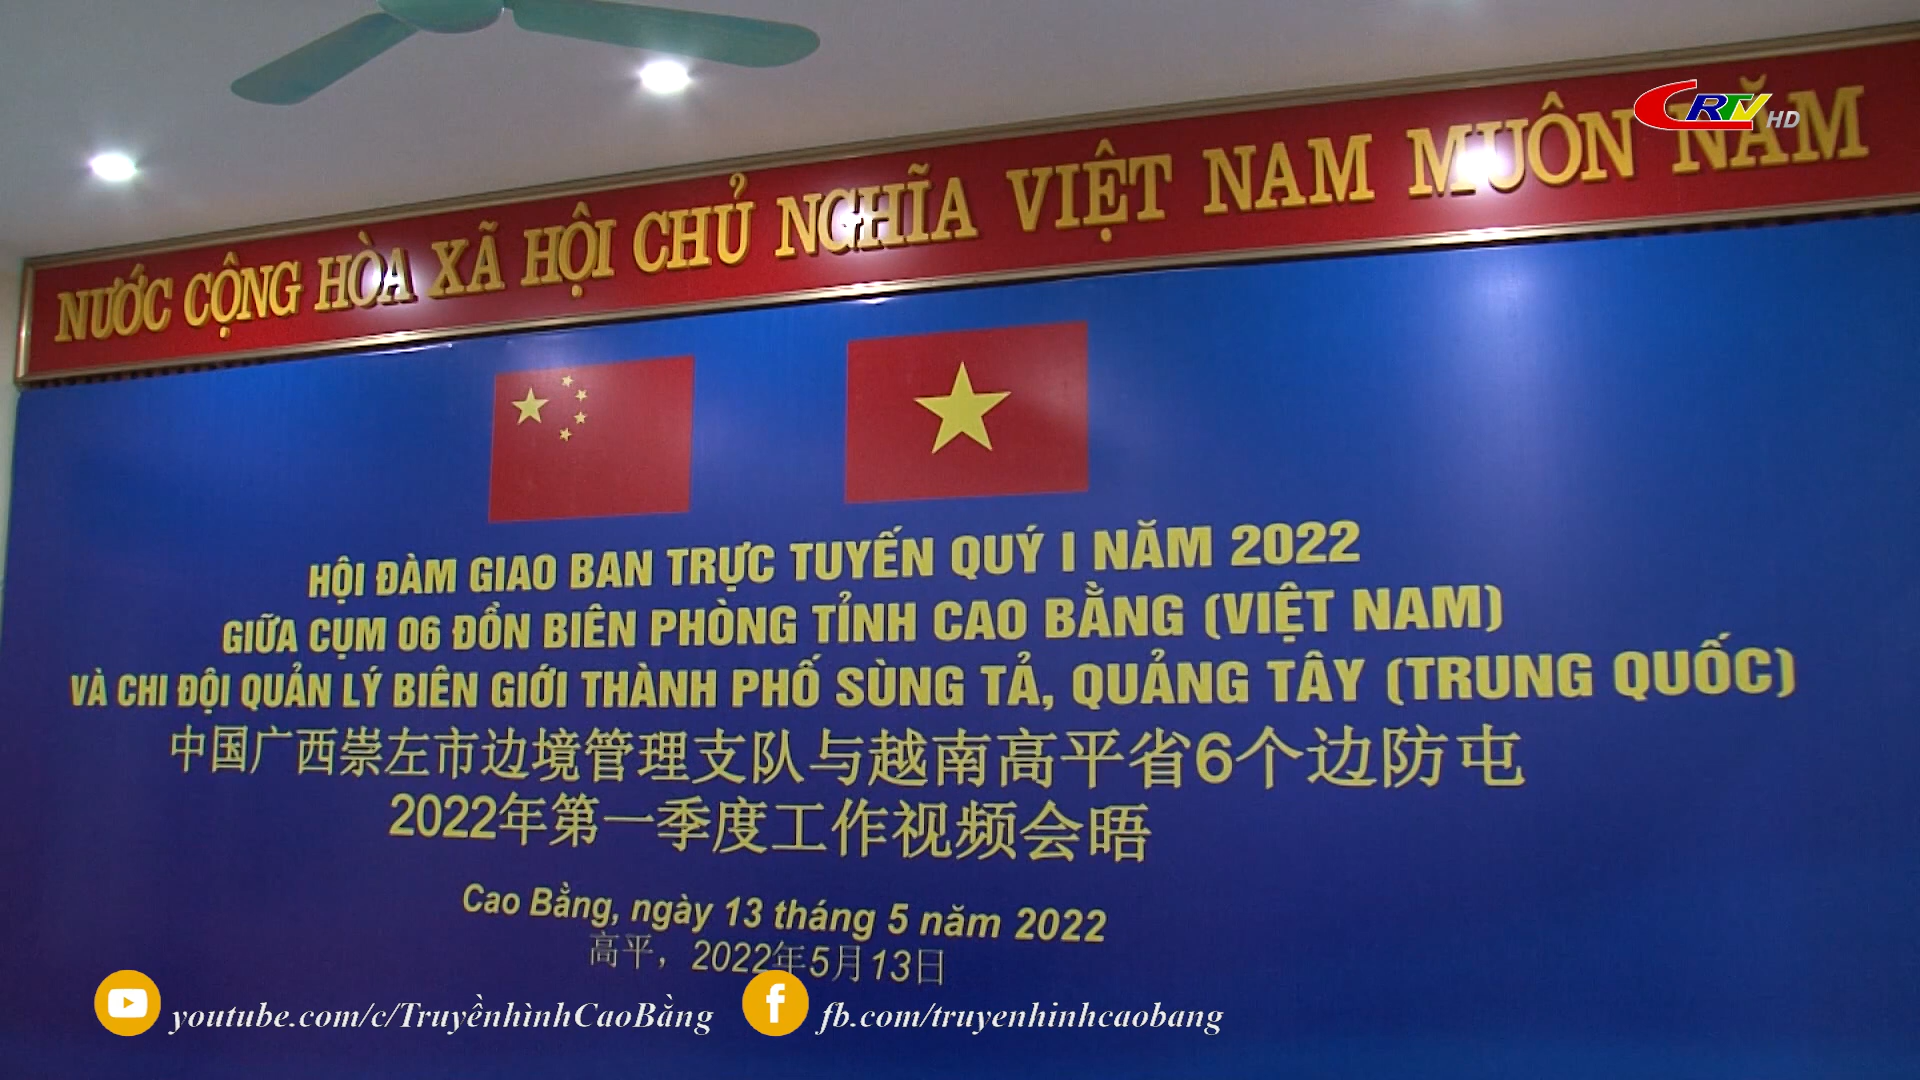 CRTV HD
NƯỚC CỘNG HÒA XÃ HỘI CHỦ NGHĨA VIỆT NAM MUÔN NĂM
HỘI ĐÀM GIAO BAN TRỰC TUYẾN QUÝ I NĂM 2022
GIỮA CỤM 06 ĐỒN BIÊN PHÒNG TỈNH CAO BẰNG (VIỆT NAM)
VÀ CHI ĐỘI QUẢN LÝ BIÊN GIỚI THÀNH PHỐ SÙNG TẢ, QUẢNG TÂY (TRUNG QUỐC)
中国广西崇左市边境管理支队与越南高平省6个边防屯
2022年第一季度工作视频会晤
Cao Bằng, ngày 13 tháng 5 năm 2022
高平，2022年5月13日
youtube.com/c/TruyềnhìnhCaoBằng fb.com/truyenhinhcaobang